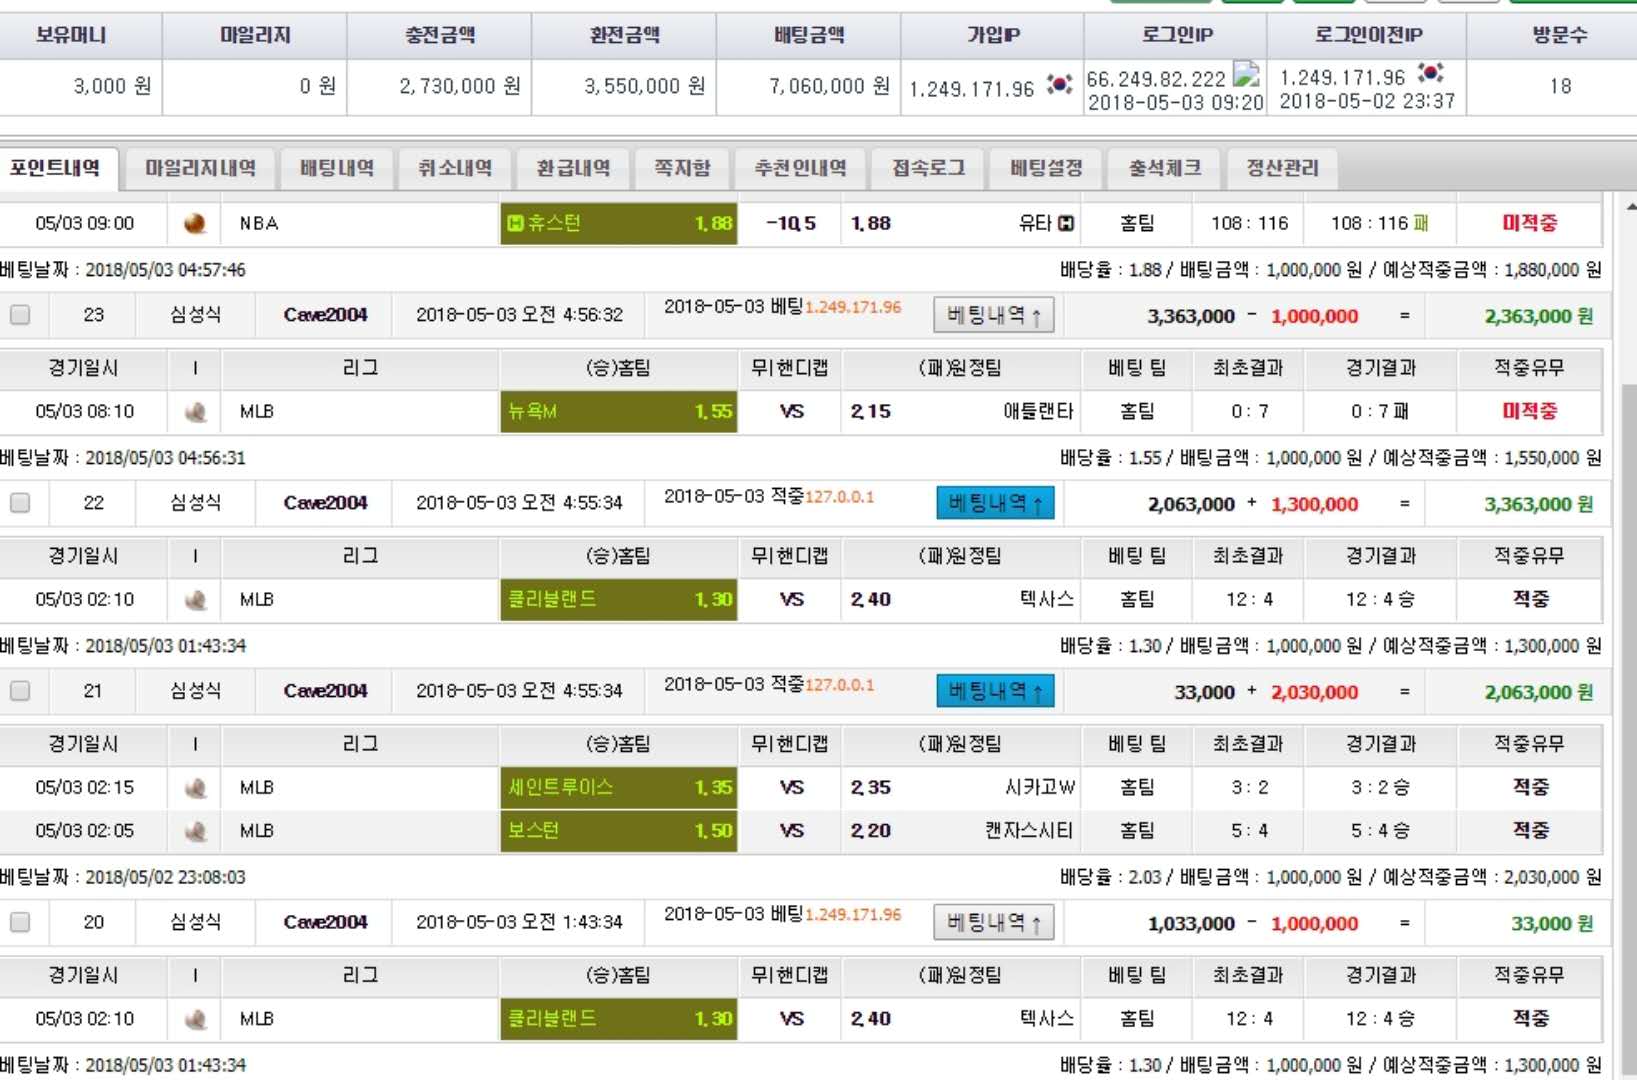 보유머니 마일리지 충전금액 환전금액 배팅금액 가입IP 로그인IP 로그인이전IP 방문수
3,000 원 0 원 2,730,000 원 3,550,000 원 7,060,000 원 1.249.171.96 66.249.82.222 2018-05-03 09:20 1.249.171.96 2018-05-02 23:37 18
포인트내역 마일리지내역 배팅내역 취소내역 환급내역 쪽지함 추천인내역 접속로그 베팅설정 출석체크 정산관리
05/03 09:00 NBA H 휴스턴 1.88 -10.5 1.88 유타 H 홈팀 108 : 116 108 : 116 패 미적중
베팅날짜 : 2018/05/03 04:57:46 배당율 : 1.88 / 배팅금액 : 1,000,000 원 / 예상적중금액 : 1,880,000 원
23 심성식 Cave2004 2018-05-03 오전 4:56:32 2018-05-03 베팅1.249.171.96 베팅내역 ↑ 3,363,000 - 1,000,000 = 2,363,000 원
경기일시 I 리그 (승)홈팀 무|핸디캡 (패)원정팀 베팅 팀 최초결과 경기결과 적중유무
05/03 08:10 MLB 뉴욕M 1.55 VS 2.15 애틀랜타 홈팀 0 : 7 0 : 7 패 미적중
베팅날짜 : 2018/05/03 04:56:31 배당율 : 1.55 / 배팅금액 : 1,000,000 원 / 예상적중금액 : 1,550,000 원
22 심성식 Cave2004 2018-05-03 오전 4:55:34 2018-05-03 적중127.0.0.1 베팅내역 ↑ 2,063,000 + 1,300,000 = 3,363,000 원
경기일시 I 리그 (승)홈팀 무|핸디캡 (패)원정팀 베팅 팀 최초결과 경기결과 적중유무
05/03 02:10 MLB 클리블랜드 1.30 VS 2.40 텍사스 홈팀 12 : 4 12 : 4 승 적중
베팅날짜 : 2018/05/03 01:43:34 배당율 : 1.30 / 배팅금액 : 1,000,000 원 / 예상적중금액 : 1,300,000 원
21 심성식 Cave2004 2018-05-03 오전 4:55:34 2018-05-03 적중127.0.0.1 베팅내역 ↑ 33,000 + 2,030,000 = 2,063,000 원
경기일시 I 리그 (승)홈팀 무|핸디캡 (패)원정팀 베팅 팀 최초결과 경기결과 적중유무
05/03 02:15 MLB 세인트루이스 1.35 VS 2.35 시카고W 홈팀 3 : 2 3 : 2 승 적중
05/03 02:05 MLB 보스턴 1.50 VS 2.20 캔자스시티 홈팀 5 : 4 5 : 4 승 적중
베팅날짜 : 2018/05/02 23:08:03 배당율 : 2.03 / 배팅금액 : 1,000,000 원 / 예상적중금액 : 2,030,000 원
20 심성식 Cave2004 2018-05-03 오전 1:43:34 2018-05-03 베팅1.249.171.96 베팅내역 ↑ 1,033,000 - 1,000,000 = 33,000 원
경기일시 I 리그 (승)홈팀 무|핸디캡 (패)원정팀 베팅 팀 최초결과 경기결과 적중유무
05/03 02:10 MLB 클리블랜드 1.30 VS 2.40 텍사스 홈팀 12 : 4 12 : 4 승 적중
베팅날짜 : 2018/05/03 01:43:34 배당율 : 1.30 / 배팅금액 : 1,000,000 원 / 예상적중금액 : 1,300,000 원